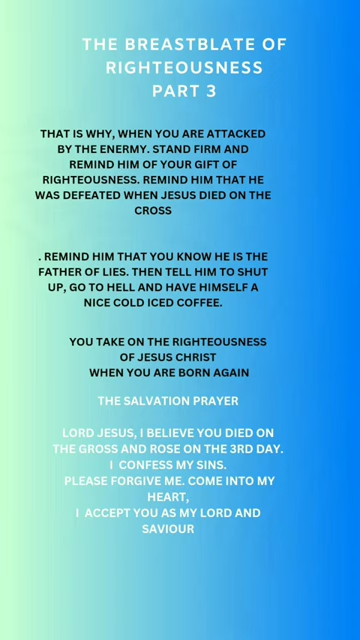 THE BREASTBLATE OF
RIGHTEOUSNESS
PART 3
THAT IS WHY, WHEN YOU ARE ATTACKED
BY THE ENERMY. STAND FIRM AND
REMIND HIM OF YOUR GIFT OF
RIGHTEOUSNESS. REMIND HIM THAT HE
WAS DEFEATED WHEN JESUS DIED ON THE
CROSS
. REMIND HIM THAT YOU KNOW HE IS THE
FATHER OF LIES. THEN TELL HIM TO SHUT
UP, GO TO HELL AND HAVE HIMSELF A
NICE COLD ICED COFFEE.
YOU TAKE ON THE RIGHTEOUSNESS
OF JESUS CHRIST
WHEN YOU ARE BORN AGAIN
THE SALVATION PRAYER
LORD JESUS, I BELIEVE YOU DIED ON
THE GROSS AND ROSE ON THE 3RD DAY.
I CONFESS MY SINS.
PLEASE FORGIVE ME. COME INTO MY
HEART,
I ACCEPT YOU AS MY LORD AND
SAVIOUR